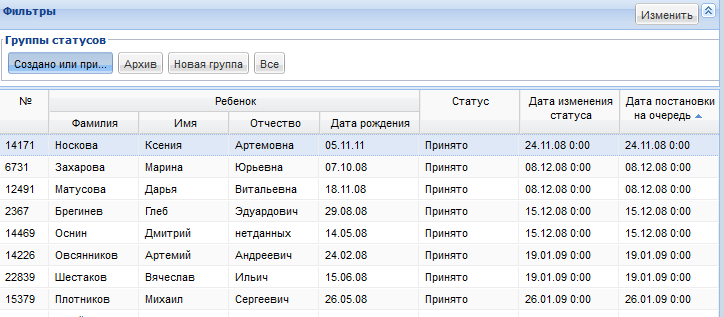 Фильтры Изменить
Группы статусов
Создано или при... Архив Новая группа Все
№ Ребенок Статус Дата изменения статуса Дата постановки на очередь
Фамилия Имя Отчество Дата рождения
14171 Носкова Ксения Артемовна 05.11.11 Принято 24.11.08 0:00 24.11.08 0:00
6731 Захарова Марина Юрьевна 07.10.08 Принято 08.12.08 0:00 08.12.08 0:00
12491 Матусова Дарья Витальевна 18.11.08 Принято 08.12.08 0:00 08.12.08 0:00
2367 Брегинев Глеб Эдуардович 29.08.08 Принято 15.12.08 0:00 15.12.08 0:00
14469 Оснин Дмитрий нетданных 14.05.08 Принято 15.12.08 0:00 15.12.08 0:00
14226 Овсянников Артемий Андреевич 24.02.08 Принято 19.01.09 0:00 19.01.09 0:00
22839 Шестаков Вячеслав Ильич 15.06.08 Принято 19.01.09 0:00 19.01.09 0:00
15379 Плотников Михаил Сергеевич 26.05.08 Принято 26.01.09 0:00 26.01.09 0:00